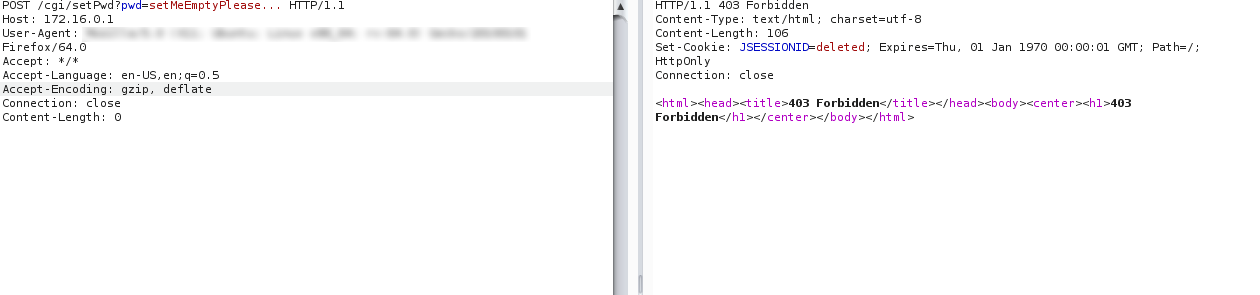 POST /cgi/setPwd?pwd=setMeEmptyPlease... HTTP/1.1
Host: 172.16.0.1
User-Agent:
Firefox/64.0
Accept: */*
Accept-Language: en-US,en;q=0.5
Accept-Encoding: gzip, deflate
Connection: close
Content-Length: 0
HTTP/1.1 403 Forbidden
Content-Type: text/html; charset=utf-8
Content-Length: 106
Set-Cookie: JSESSIONID=deleted; Expires=Thu, 01 Jan 1970 00:00:01 GMT; Path=/;
HttpOnly
Connection: close
<html><head><title>403 Forbidden</title></head><body><center><h1>403
Forbidden</h1></center></body></html>